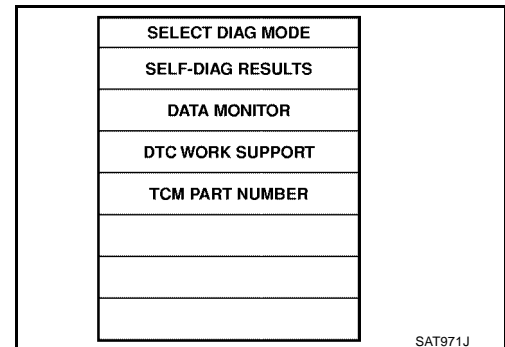 SELECT DIAG MODE
SELF-DIAG RESULTS
DATA MONITOR
DTC WORK SUPPORT
TCM PART NUMBER
SAT971J